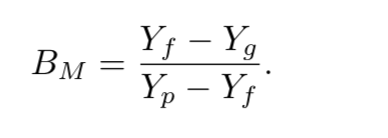 B_M = \frac{Y_f - Y_g}{Y_p - Y_f}.